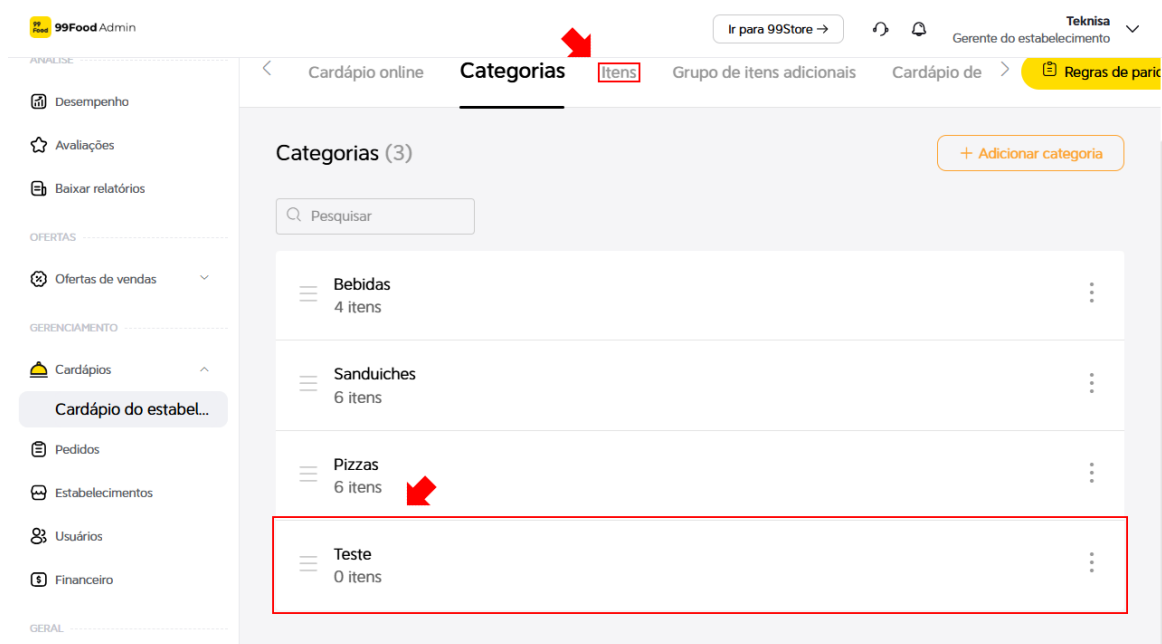 99 Food 99Food Admin
Ir para 99Store →
Teknisa
Gerente do estabelecimento
ANÁLISE
Desempenho
Avaliações
Baixar relatórios
OFERTAS
Ofertas de vendas
GERENCIAMENTO
Cardápios
Cardápio do estabel...
Pedidos
Estabelecimentos
Usuários
Financeiro
GERAL
Cardápio online
Categorias
Itens
Grupo de itens adicionais
Cardápio de
Regras de paric
Categorias (3)
+ Adicionar categoria
Pesquisar
Bebidas
4 itens
Sanduiches
6 itens
Pizzas
6 itens
Teste
0 itens